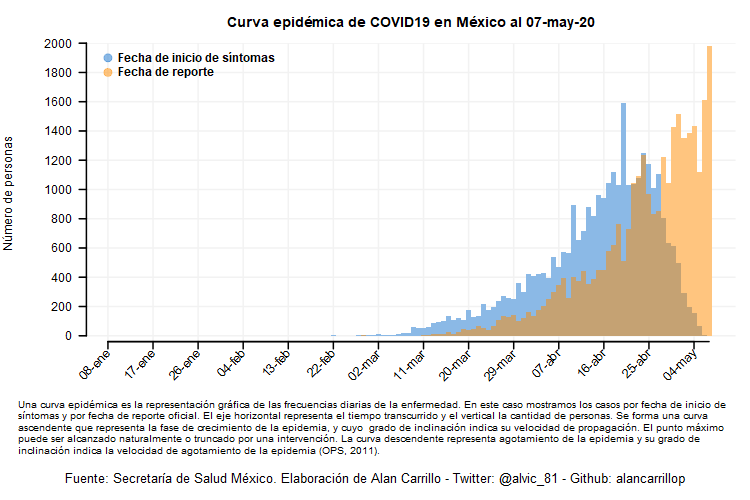 Curva epidémica de COVID19 en México al 07-may-20
Fecha de inicio de síntomas
Fecha de reporte
Número de personas
2000
1800
1600
1400
1200
1000
800
600
400
200
0
08-ene
17-ene
26-ene
04-feb
13-feb
22-feb
02-mar
11-mar
20-mar
29-mar
07-abr
16-abr
25-abr
04-may
Una curva epidémica es la representación gráfica de las frecuencias diarias de la enfermedad. En este caso mostramos los casos por fecha de inicio de
síntomas y por fecha de reporte oficial. El eje horizontal representa el tiempo transcurrido y el vertical la cantidad de personas. Se forma una curva
ascendente que representa la fase de crecimiento de la epidemia, y cuyo grado de inclinación indica su velocidad de propagación. El punto máximo
puede ser alcanzado naturalmente o truncado por una intervención. La curva descendente representa agotamiento de la epidemia y su grado de
inclinación indica la velocidad de agotamiento de la epidemia (OPS, 2011).
Fuente: Secretaría de Salud México. Elaboración de Alan Carrillo - Twitter: @alvic_81 - Github: alancarrillop